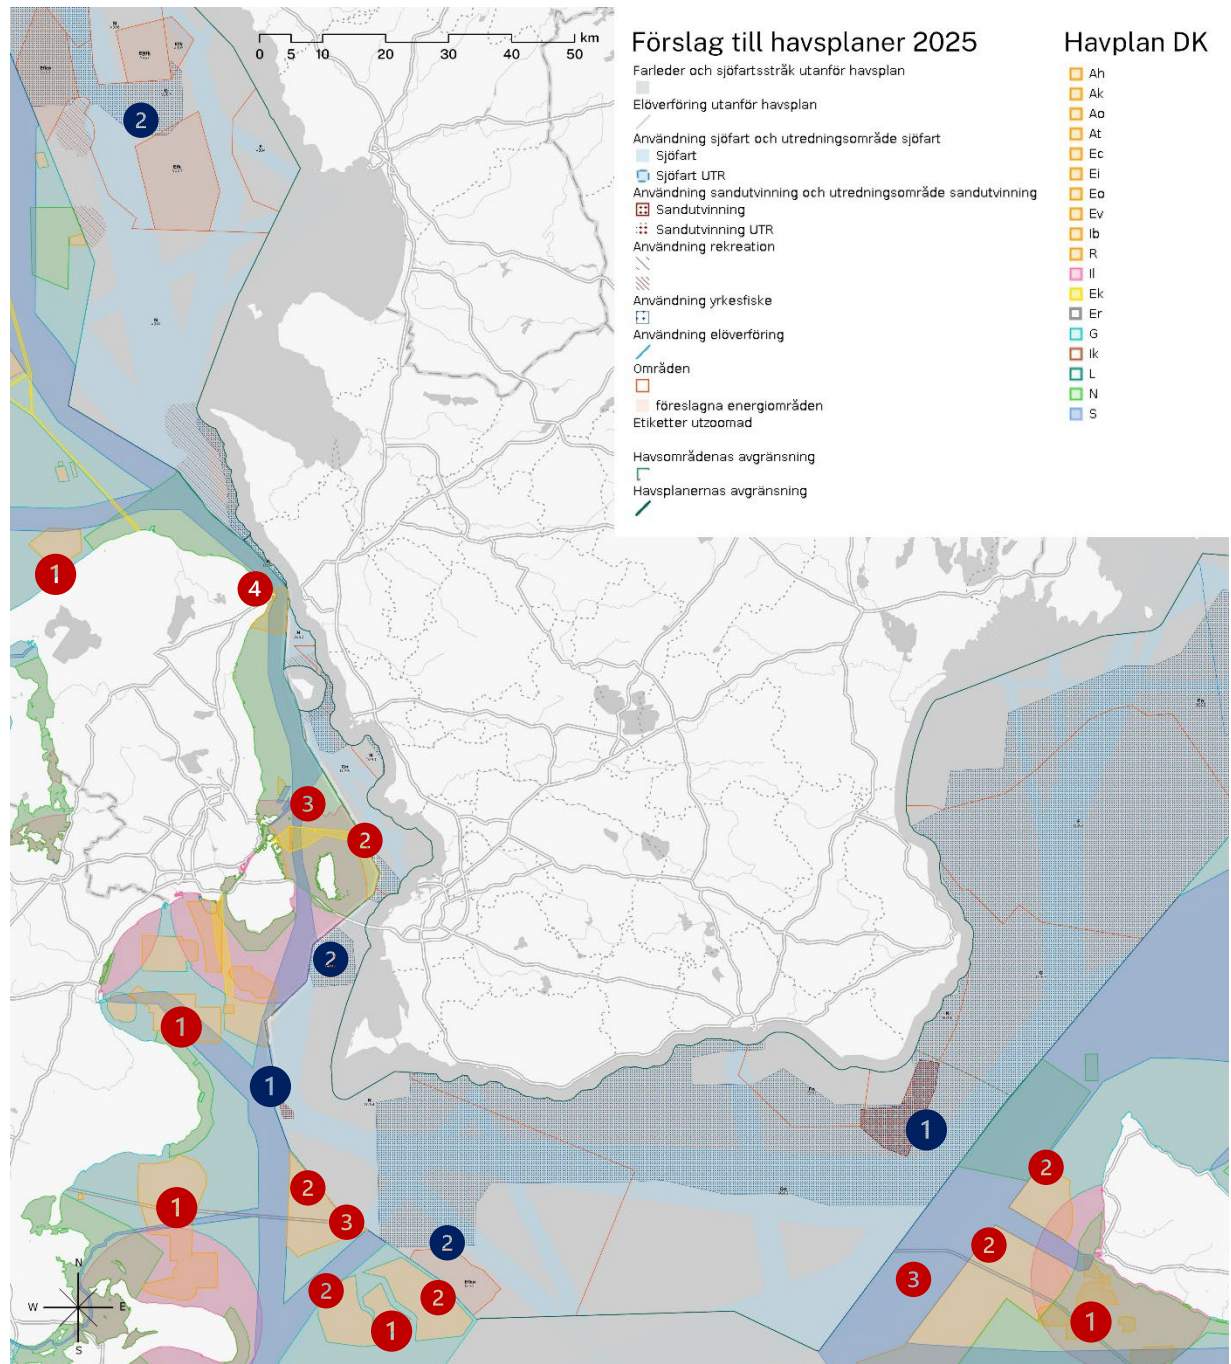 0 5 10 20 30 40 50 km
Förslag till havsplaner 2025
Farleder och sjöfartsstråk utanför havsplan
Elöverföring utanför havsplan
Användning sjöfart och utredningsområde sjöfart
Sjöfart
Sjöfart UTR
Användning sandutvinning och utredningsområde sandutvinning
Sandutvinning
Sandutvinning UTR
Användning rekreation
Användning yrkesfiske
Användning elöverföring
Områden
föreslagna energiområden
Etiketter utzoomad
Havsområdenas avgränsning
Havsplanernas avgränsning
Havplan DK
Ah
Ak
Ao
At
Ec
Ei
Eo
Ev
Ib
R
Il
Ek
Er
G
Ik
L
N
S
2
1
4
3
2
2
1
1
1
2
2
1
2
3
2
2
3
2
2
1
1
N
W E
S